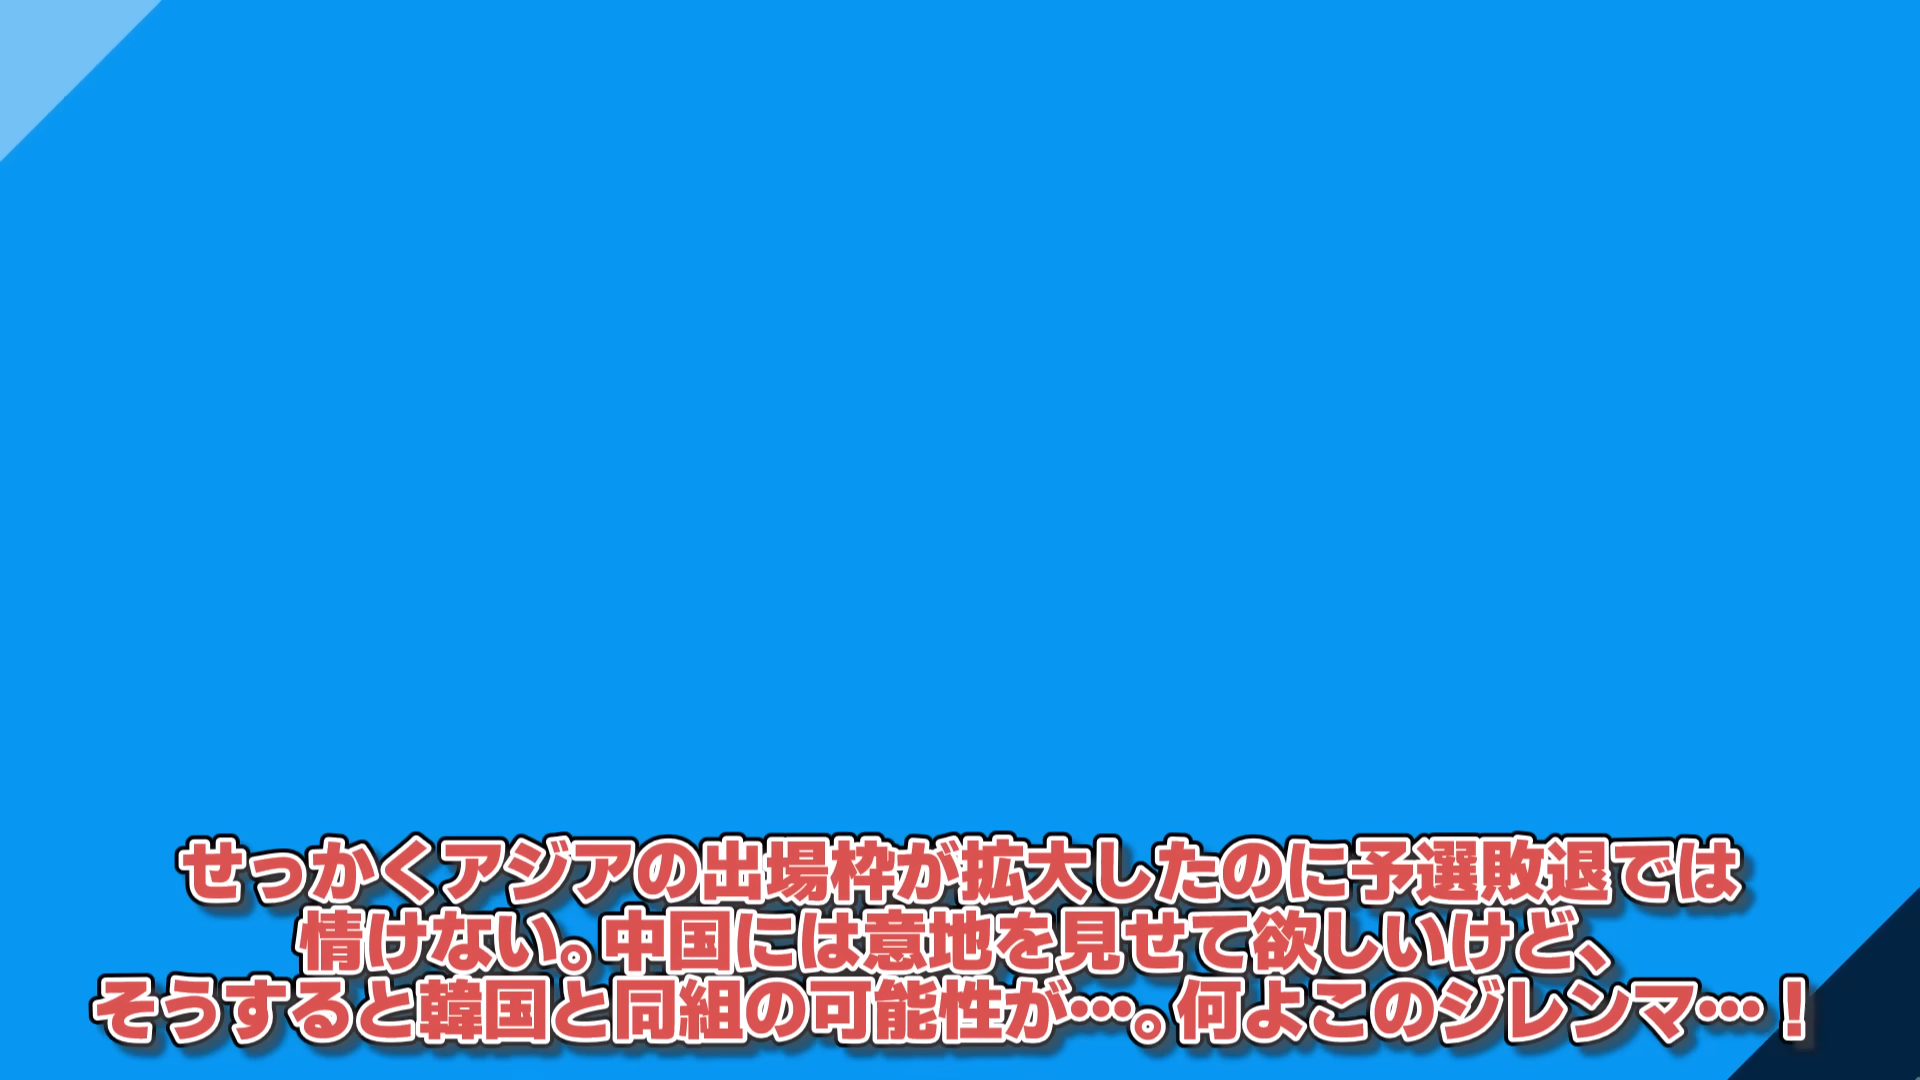 せっかくアジアの出場枠が拡大したのに予選敗退では
情けない。中国には意地を見せて欲しいけど、
そうすると韓国と同組の可能性が…。何よこのジレンマ…！